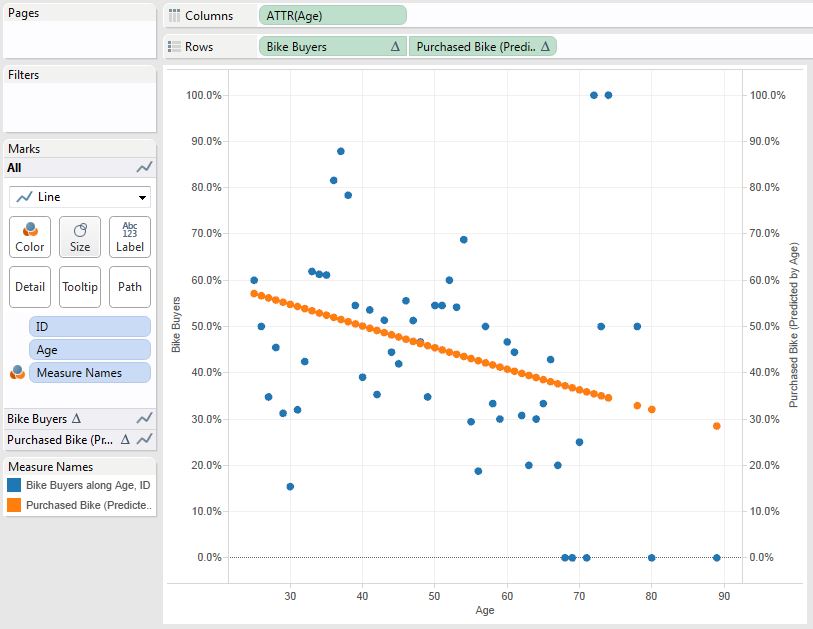 Pages
Filters
Marks
All
Line
Color
Size
Abc
123
Label
Detail
Tooltip
Path
ID
Age
Measure Names
Bike Buyers Δ
Purchased Bike (Pr... Δ
Measure Names
Bike Buyers along Age, ID
Purchased Bike (Predicte..
Columns
ATTR(Age)
Rows
Bike Buyers Δ
Purchased Bike (Predi.. Δ
Bike Buyers
100.0%
90.0%
80.0%
70.0%
60.0%
50.0%
40.0%
30.0%
20.0%
10.0%
0.0%
100.0%
90.0%
80.0%
70.0%
60.0%
50.0%
40.0%
30.0%
20.0%
10.0%
0.0%
Purchased Bike (Predicted by Age)
30 40 50 60 70 80 90
Age